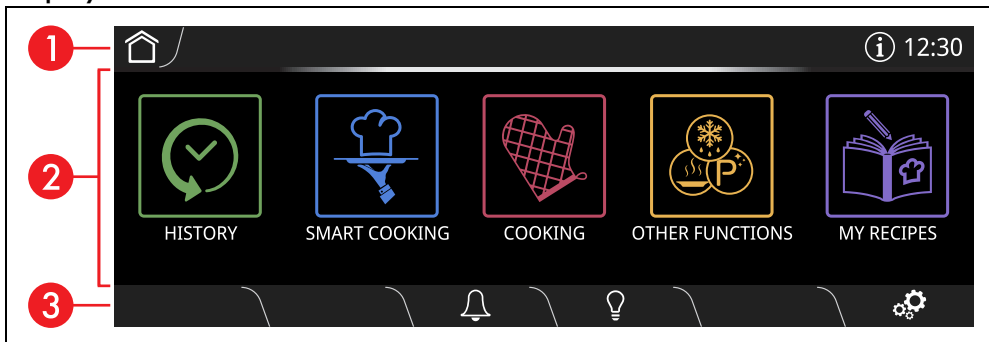 1
12:30
2
HISTORY
SMART COOKING
COOKING
OTHER FUNCTIONS
P
MY RECIPES
3